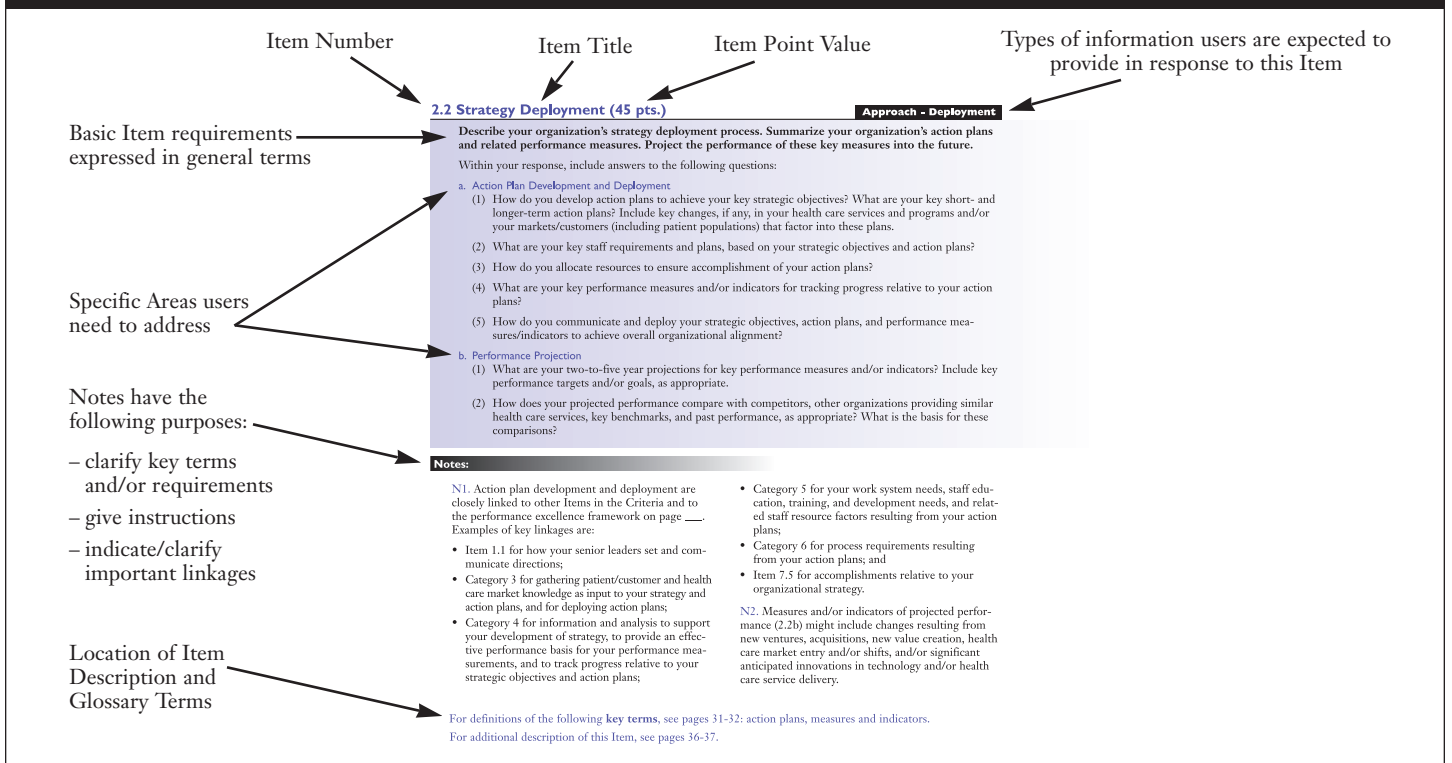 Item Number
Item Title
Item Point Value
Types of information users are expected to
provide in response to this Item
Basic Item requirements
expressed in general terms
Specific Areas users
need to address
Notes have the
following purposes:
– clarify key terms
and/or requirements
– give instructions
– indicate/clarify
important linkages
Location of Item
Description and
Glossary Terms
2.2 Strategy Deployment (45 pts.)
Approach - Deployment
Describe your organization’s strategy deployment process. Summarize your organization’s action plans
and related performance measures. Project the performance of these key measures into the future.
Within your response, include answers to the following questions:
a. Action Plan Development and Deployment
(1) How do you develop action plans to achieve your key strategic objectives? What are your key short- and
longer-term action plans? Include key changes, if any, in your health care services and programs and/or
your markets/customers (including patient populations) that factor into these plans.
(2) What are your key staff requirements and plans, based on your strategic objectives and action plans?
(3) How do you allocate resources to ensure accomplishment of your action plans?
(4) What are your key performance measures and/or indicators for tracking progress relative to your action
plans?
(5) How do you communicate and deploy your strategic objectives, action plans, and performance mea-
sures/indicators to achieve overall organizational alignment?
b. Performance Projection
(1) What are your two-to-five year projections for key performance measures and/or indicators? Include key
performance targets and/or goals, as appropriate.
(2) How does your projected performance compare with competitors, other organizations providing similar
health care services, key benchmarks, and past performance, as appropriate? What is the basis for these
comparisons?
Notes:
N1. Action plan development and deployment are
closely linked to other Items in the Criteria and to
the performance excellence framework on page ___.
Examples of key linkages are:
• Item 1.1 for how your senior leaders set and com-
municate directions;
• Category 3 for gathering patient/customer and health
care market knowledge as input to your strategy and
action plans, and for deploying action plans;
• Category 4 for information and analysis to support
your development of strategy, to provide an effec-
tive performance basis for your performance mea-
surements, and to track progress relative to your
strategic objectives and action plans;
• Category 5 for your work system needs, staff edu-
cation, training, and development needs, and relat-
ed staff resource factors resulting from your action
plans;
• Category 6 for process requirements resulting
from your action plans; and
• Item 7.5 for accomplishments relative to your
organizational strategy.
N2. Measures and/or indicators of projected perfor-
mance (2.2b) might include changes resulting from
new ventures, acquisitions, new value creation, health
care market entry and/or shifts, and/or significant
anticipated innovations in technology and/or health
care service delivery.
For definitions of the following key terms, see pages 31-32: action plans, measures and indicators.
For additional description of this Item, see pages 36-37.